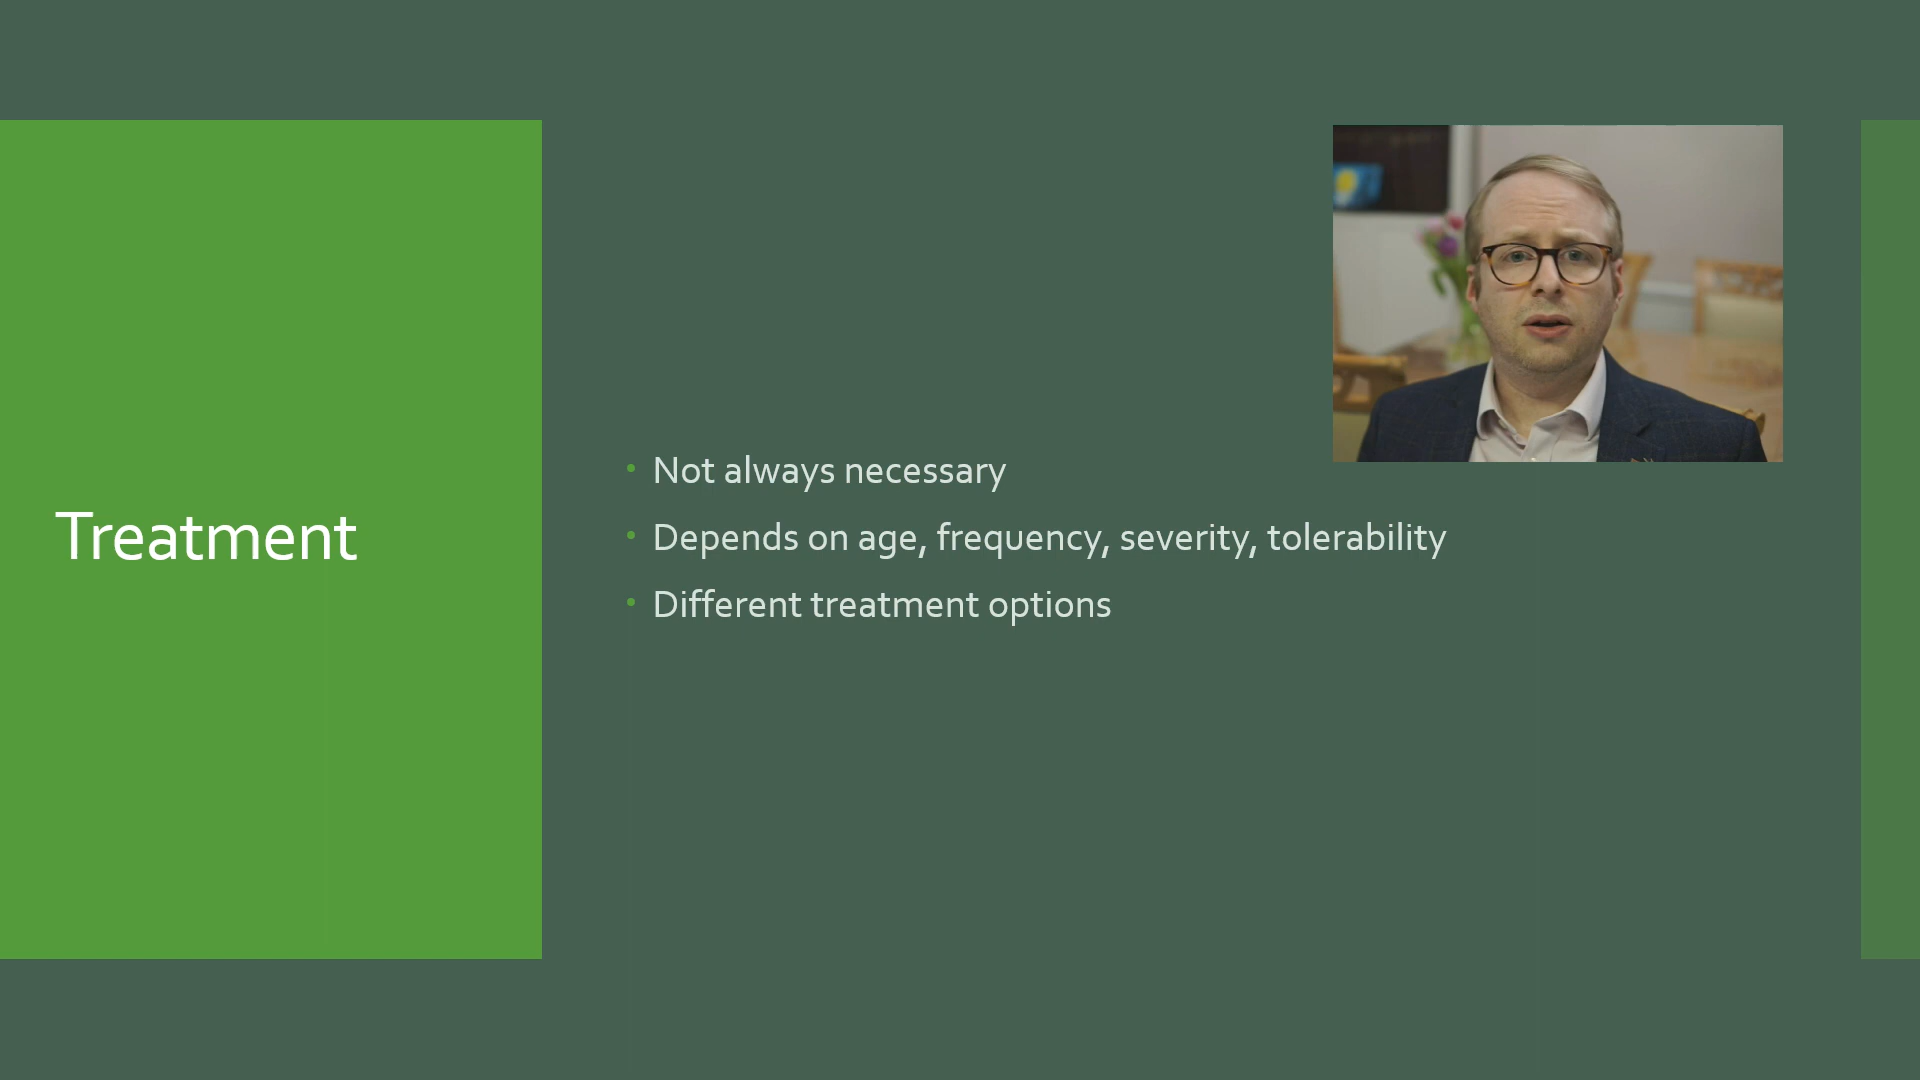 Treatment
Not always necessary
Depends on age, frequency, severity, tolerability
Different treatment options